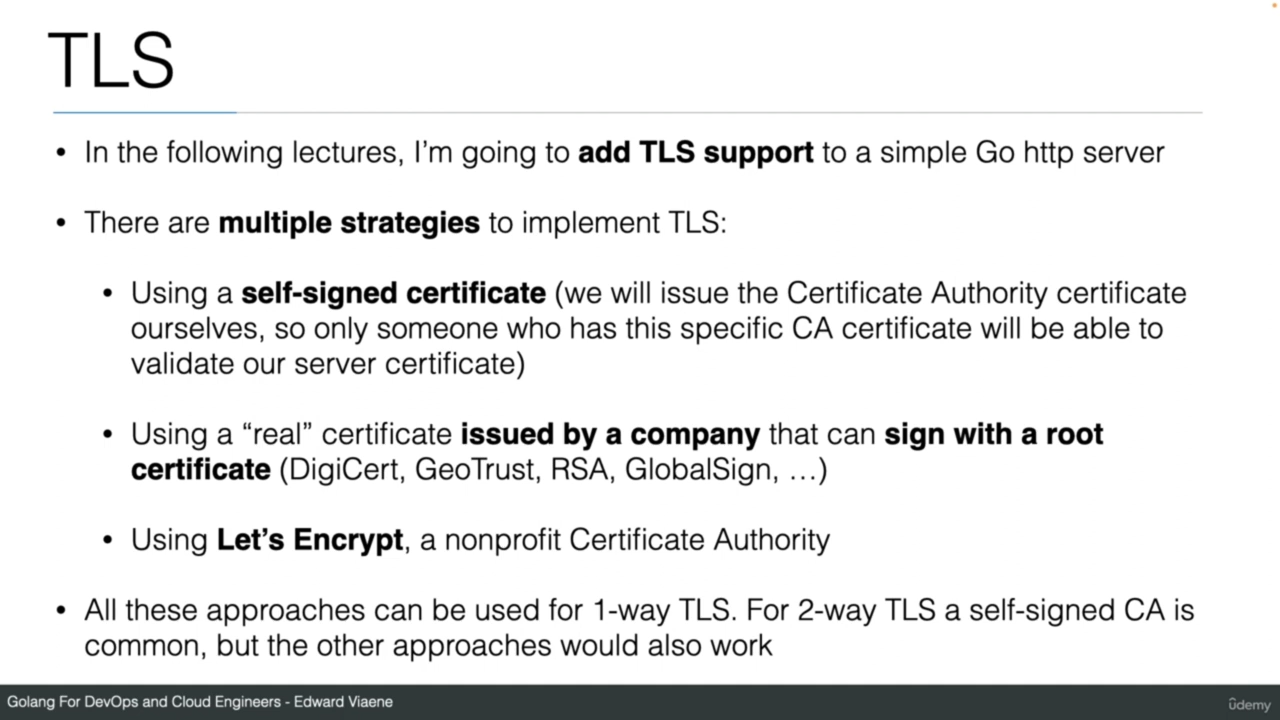 TLS
• In the following lectures, I’m going to add TLS support to a simple Go http server
• There are multiple strategies to implement TLS:
• Using a self-signed certificate (we will issue the Certificate Authority certificate
ourselves, so only someone who has this specific CA certificate will be able to
validate our server certificate)
• Using a “real” certificate issued by a company that can sign with a root
certificate (DigiCert, GeoTrust, RSA, GlobalSign, …)
• Using Let’s Encrypt, a nonprofit Certificate Authority
• All these approaches can be used for 1-way TLS. For 2-way TLS a self-signed CA is
common, but the other approaches would also work
Golang For DevOps and Cloud Engineers - Edward Viaene
ûdemy